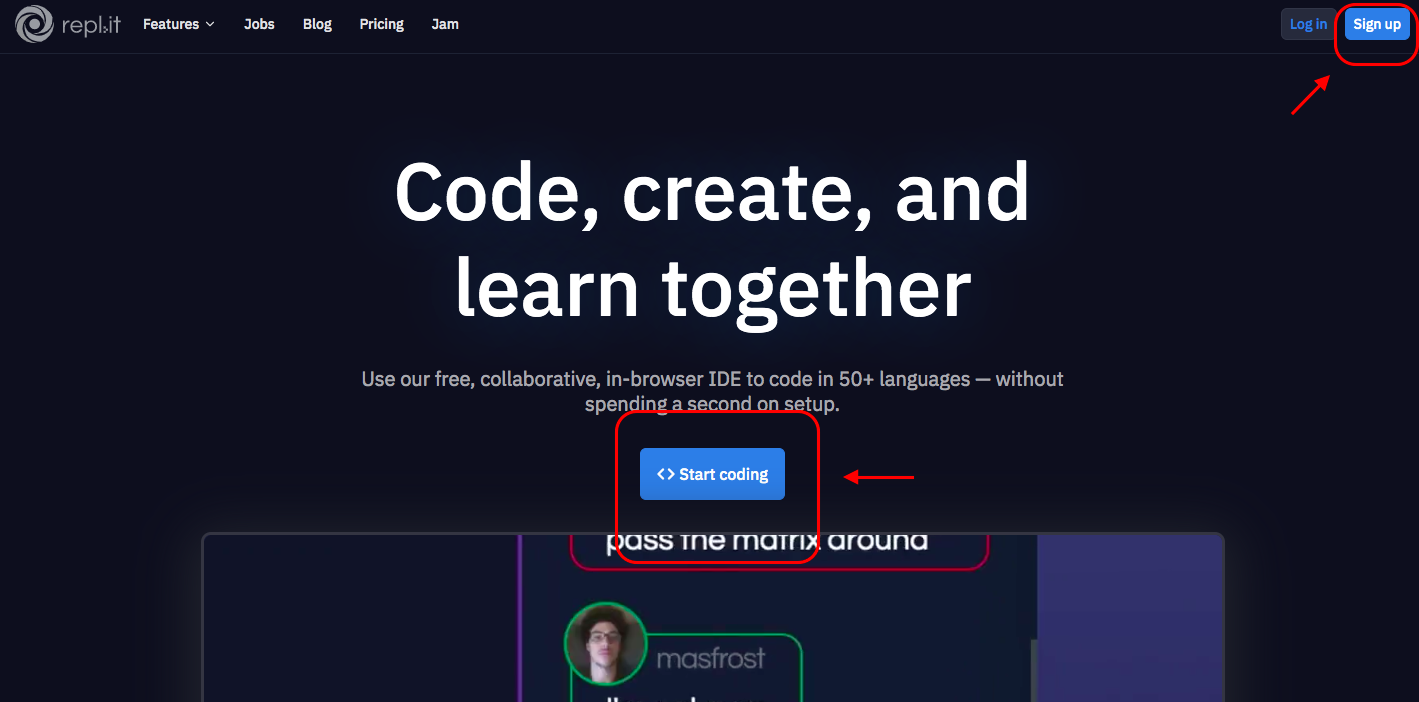 repl.it Features Jobs Blog Pricing Jam Log in Sign up
Code, create, and
learn together
Use our free, collaborative, in-browser IDE to code in 50+ languages — without
spending a second on setup.
<> Start coding
pass the matrix around
masfrost